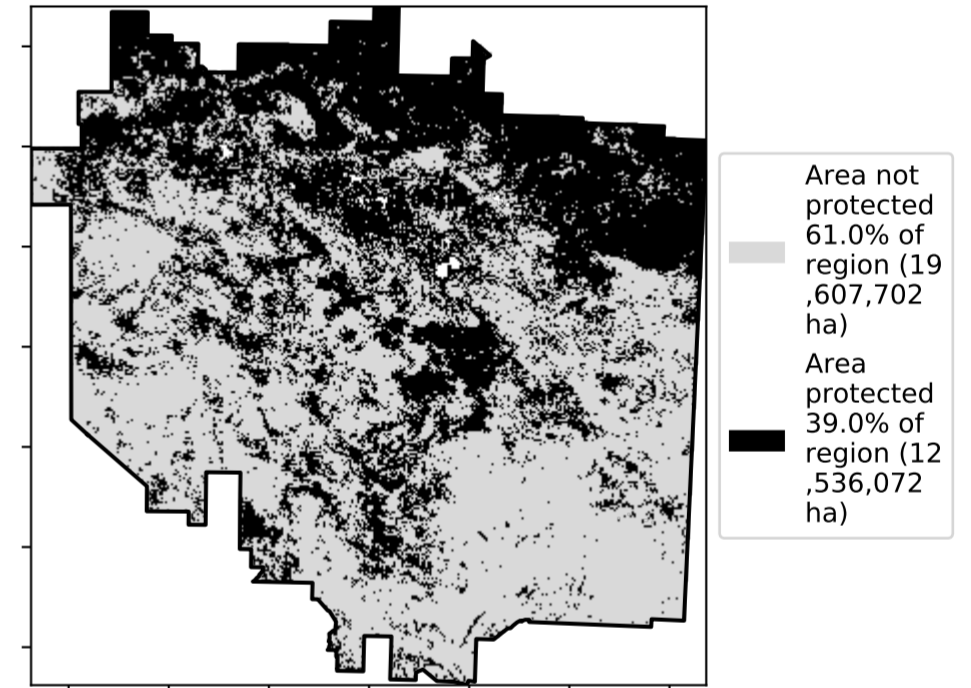 Area not
protected
61.0% of
region (19
,607,702
ha)
Area
protected
39.0% of
region (12
,536,072
ha)